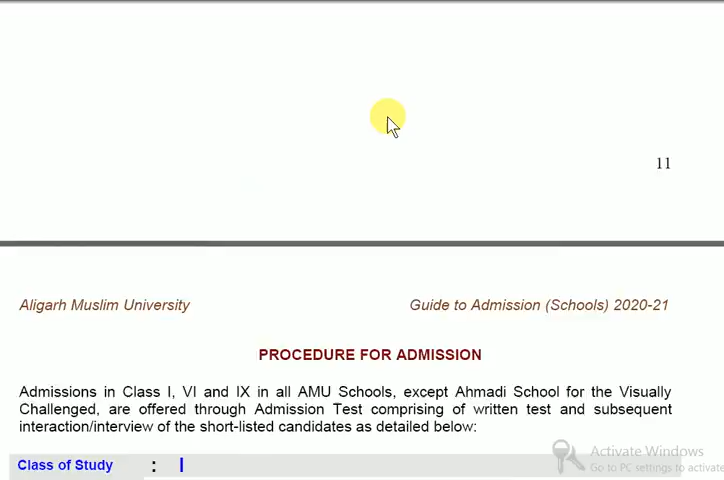 11
Aligarh Muslim University Guide to Admission (Schools) 2020-21
PROCEDURE FOR ADMISSION
Admissions in Class I, VI and IX in all AMU Schools, except Ahmadi School for the Visually
Challenged, are offered through Admission Test comprising of written test and subsequent
interaction/interview of the short-listed candidates as detailed below:
Class of Study : I
Activate Windows
Go to PC settings to activate